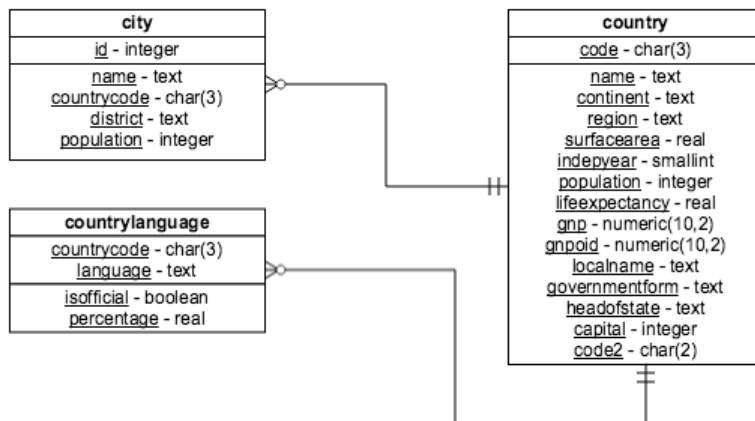 city
id - integer
name - text
countrycode - char(3)
district - text
population - integer
countrylanguage
countrycode - char(3)
language - text
isofficial - boolean
percentage - real
country
code - char(3)
name - text
continent - text
region - text
surfacearea - real
indepyear - smallint
population - integer
lifeexpectancy - real
gnp - numeric(10,2)
gnpoid - numeric(10,2)
localname - text
governmentform - text
headofstate - text
capital - integer
code2 - char(2)